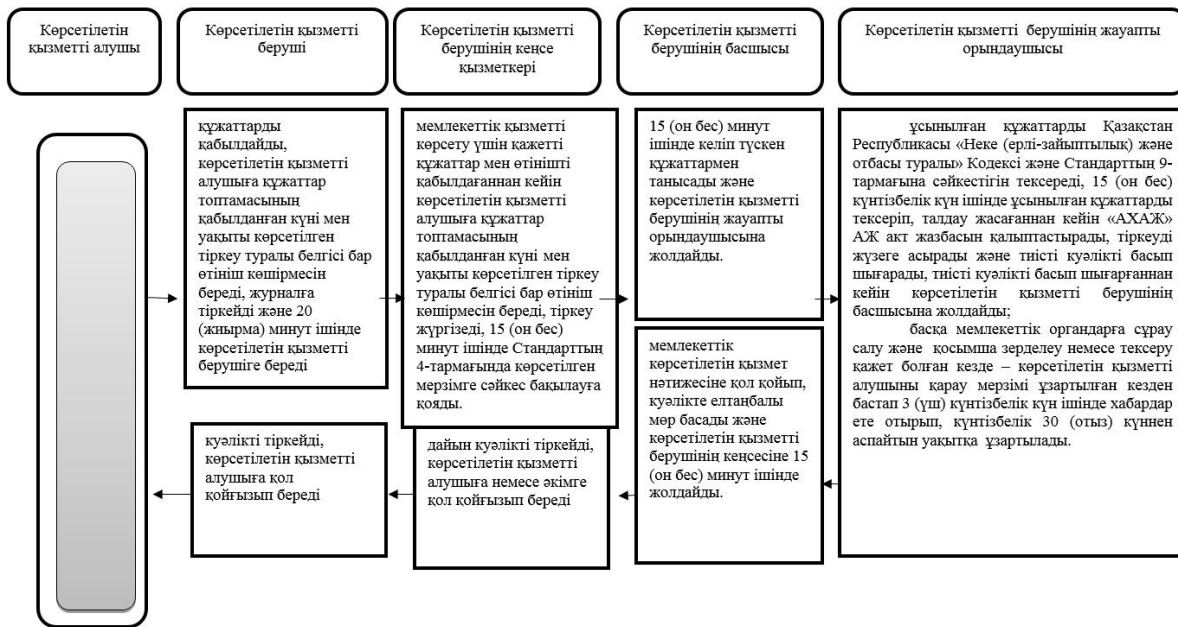 Көрсетілетін
қызметті алушы
Көрсетілетін қызметті
беруші
Көрсетілетін қызметті
берушінің кеңсе
қызметкері
Көрсетілетін қызметті
берушінің басшысы
Көрсетілетін қызметті берушінің жауапты
орындаушысы
құжаттарды
қабылдайды,
көрсетілетін қызметті
алушыға құжаттар
топтамасының
қабылданған күні мен
уақыты көрсетілген
тіркеу туралы белгісі бар
өтініш көшірмесін
береді, журналға
тіркейді және 20
(жиырма) минут ішінде
көрсетілетін қызметті
берушіге береді
мемлекеттік қызметті
көрсету үшін қажетті
құжаттар мен өтінішті
қабылдағаннан кейін
көрсетілетін қызметті
алушыға құжаттар
топтамасының
қабылданған күні мен
уақыты көрсетілген тіркеу
туралы белгісі бар өтініш
көшірмесін береді, тіркеу
жүргізеді, 15 (он бес)
минут ішінде Стандарттың
4-тармағында көрсетілген
мерзімге сәйкес бақылауға
қояды.
15 (он бес) минут
ішінде келіп түскен
құжаттармен
танысады және
көрсетілетін қызметті
берушінің жауапты
орындаушысына
жолдайды.
ұсынылған құжаттарды Қазақстан
Республикасы «Неке (ерлі-зайыптылық) және
отбасы туралы» Кодексі және Стандарттың 9-
тармағына сәйкестігін тексереді, 15 (он бес)
күнтізбелік күн ішінде ұсынылған құжаттарды
тексеріп, талдау жасағаннан кейін «АХАЖ»
АЖ акт жазбасын қалыптастырады, тіркеуді
жүзеге асырады және тиісті куәлікті басып
шығарады, тиісті куәлікті басып шығарғаннан
кейін көрсетілетін қызметті берушінің
басшысына жолдайды;
басқа мемлекеттік органдарға сұрау
салу және қосымша зерделеу немесе тексеру
қажет болған кезде – көрсетілетін қызметті
алушыны қарау мерзімі ұзартылған кезден
бастап 3 (үш) күнтізбелік күн ішінде хабардар
ете отырып, күнтізбелік 30 (отыз) күннен
аспайтын уақытқа ұзартылады.
мемлекеттік
көрсетілетін қызмет
нәтижесіне қол қойып,
куәлікте елтаңбалы
мөр басады және
көрсетілетін қызметті
берушінің кеңсесіне 15
(он бес) минут ішінде
жолдайды.
дайын куәлікті тіркейді,
көрсетілетін қызметті
алушыға немесе әкімге
қол қойғызып береді
куәлікті тіркейді,
көрсетілетін қызметті
алушыға қол
қойғызып береді